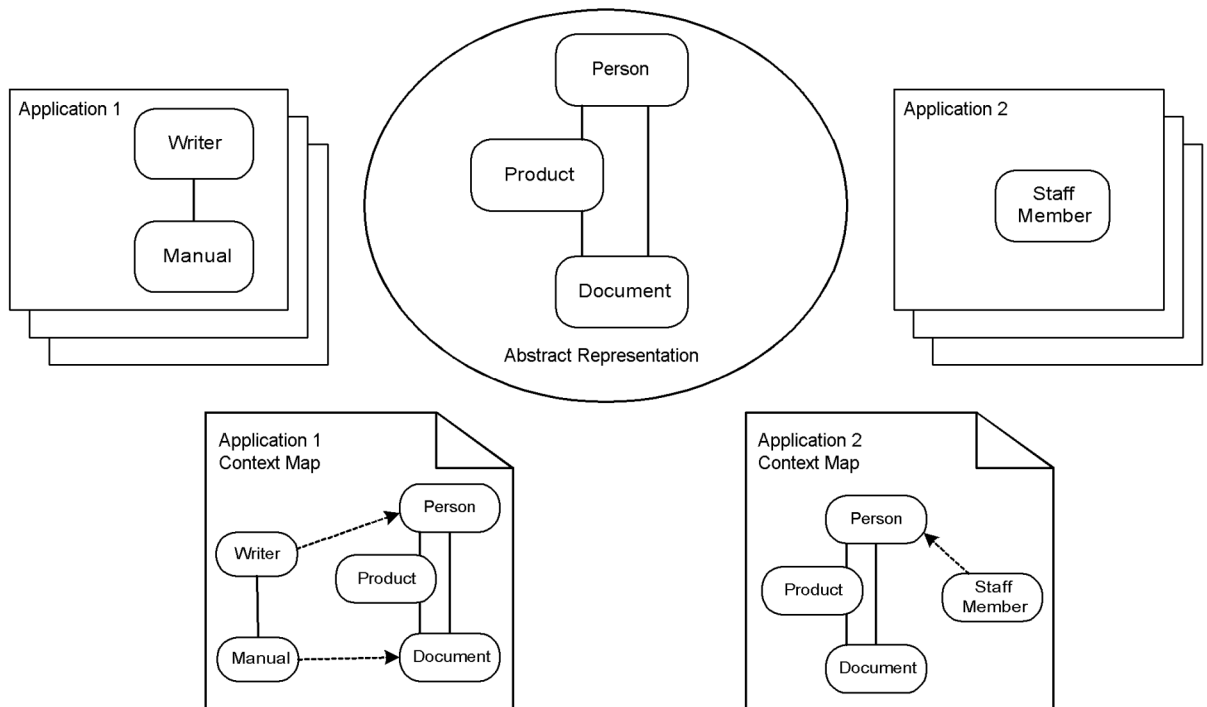 Application 1
Writer
Manual
Person
Product
Document
Abstract Representation
Application 2
Staff
Member
Application 1
Context Map
Person
Writer
Product
Manual
Document
Application 2
Context Map
Person
Product
Staff
Member
Document